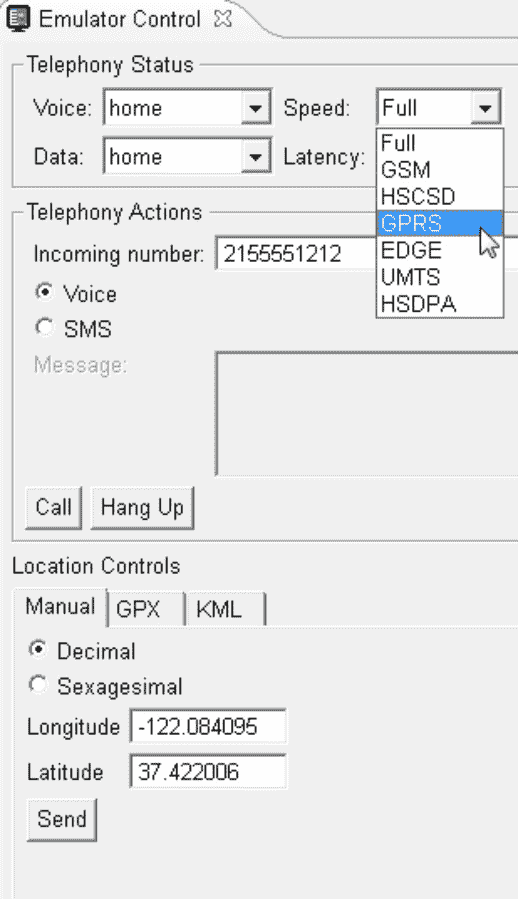 Emulator Control
Telephony Status
Voice: home Speed: Full
Data: home Latency:
Full
GSM
HSCSD
GPRS
EDGE
UMTS
HSDPA
Telephony Actions
Incoming number: 2155551212
Voice
SMS
Message:
Call Hang Up
Location Controls
Manual GPX KML
Decimal
Sexagesimal
Longitude -122.084095
Latitude 37.422006
Send